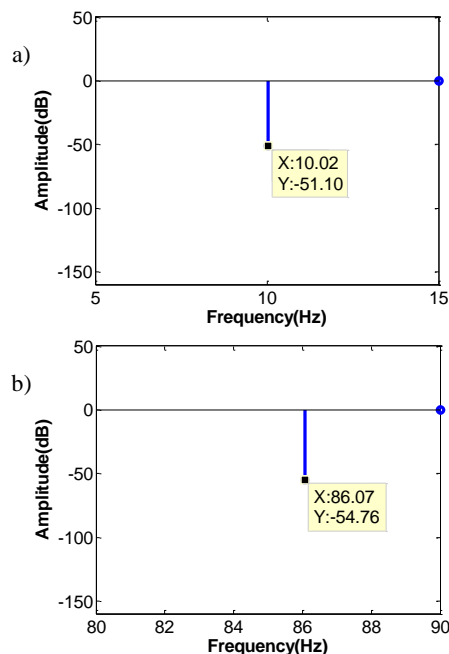 a)
50
0
-50
-100
-150
Amplitude(dB)
X:10.02
Y:-51.10
5
10
15
Frequency(Hz)
b)
50
0
-50
-100
-150
Amplitude(dB)
X:86.07
Y:-54.76
80
82
84
86
88
90
Frequency(Hz)